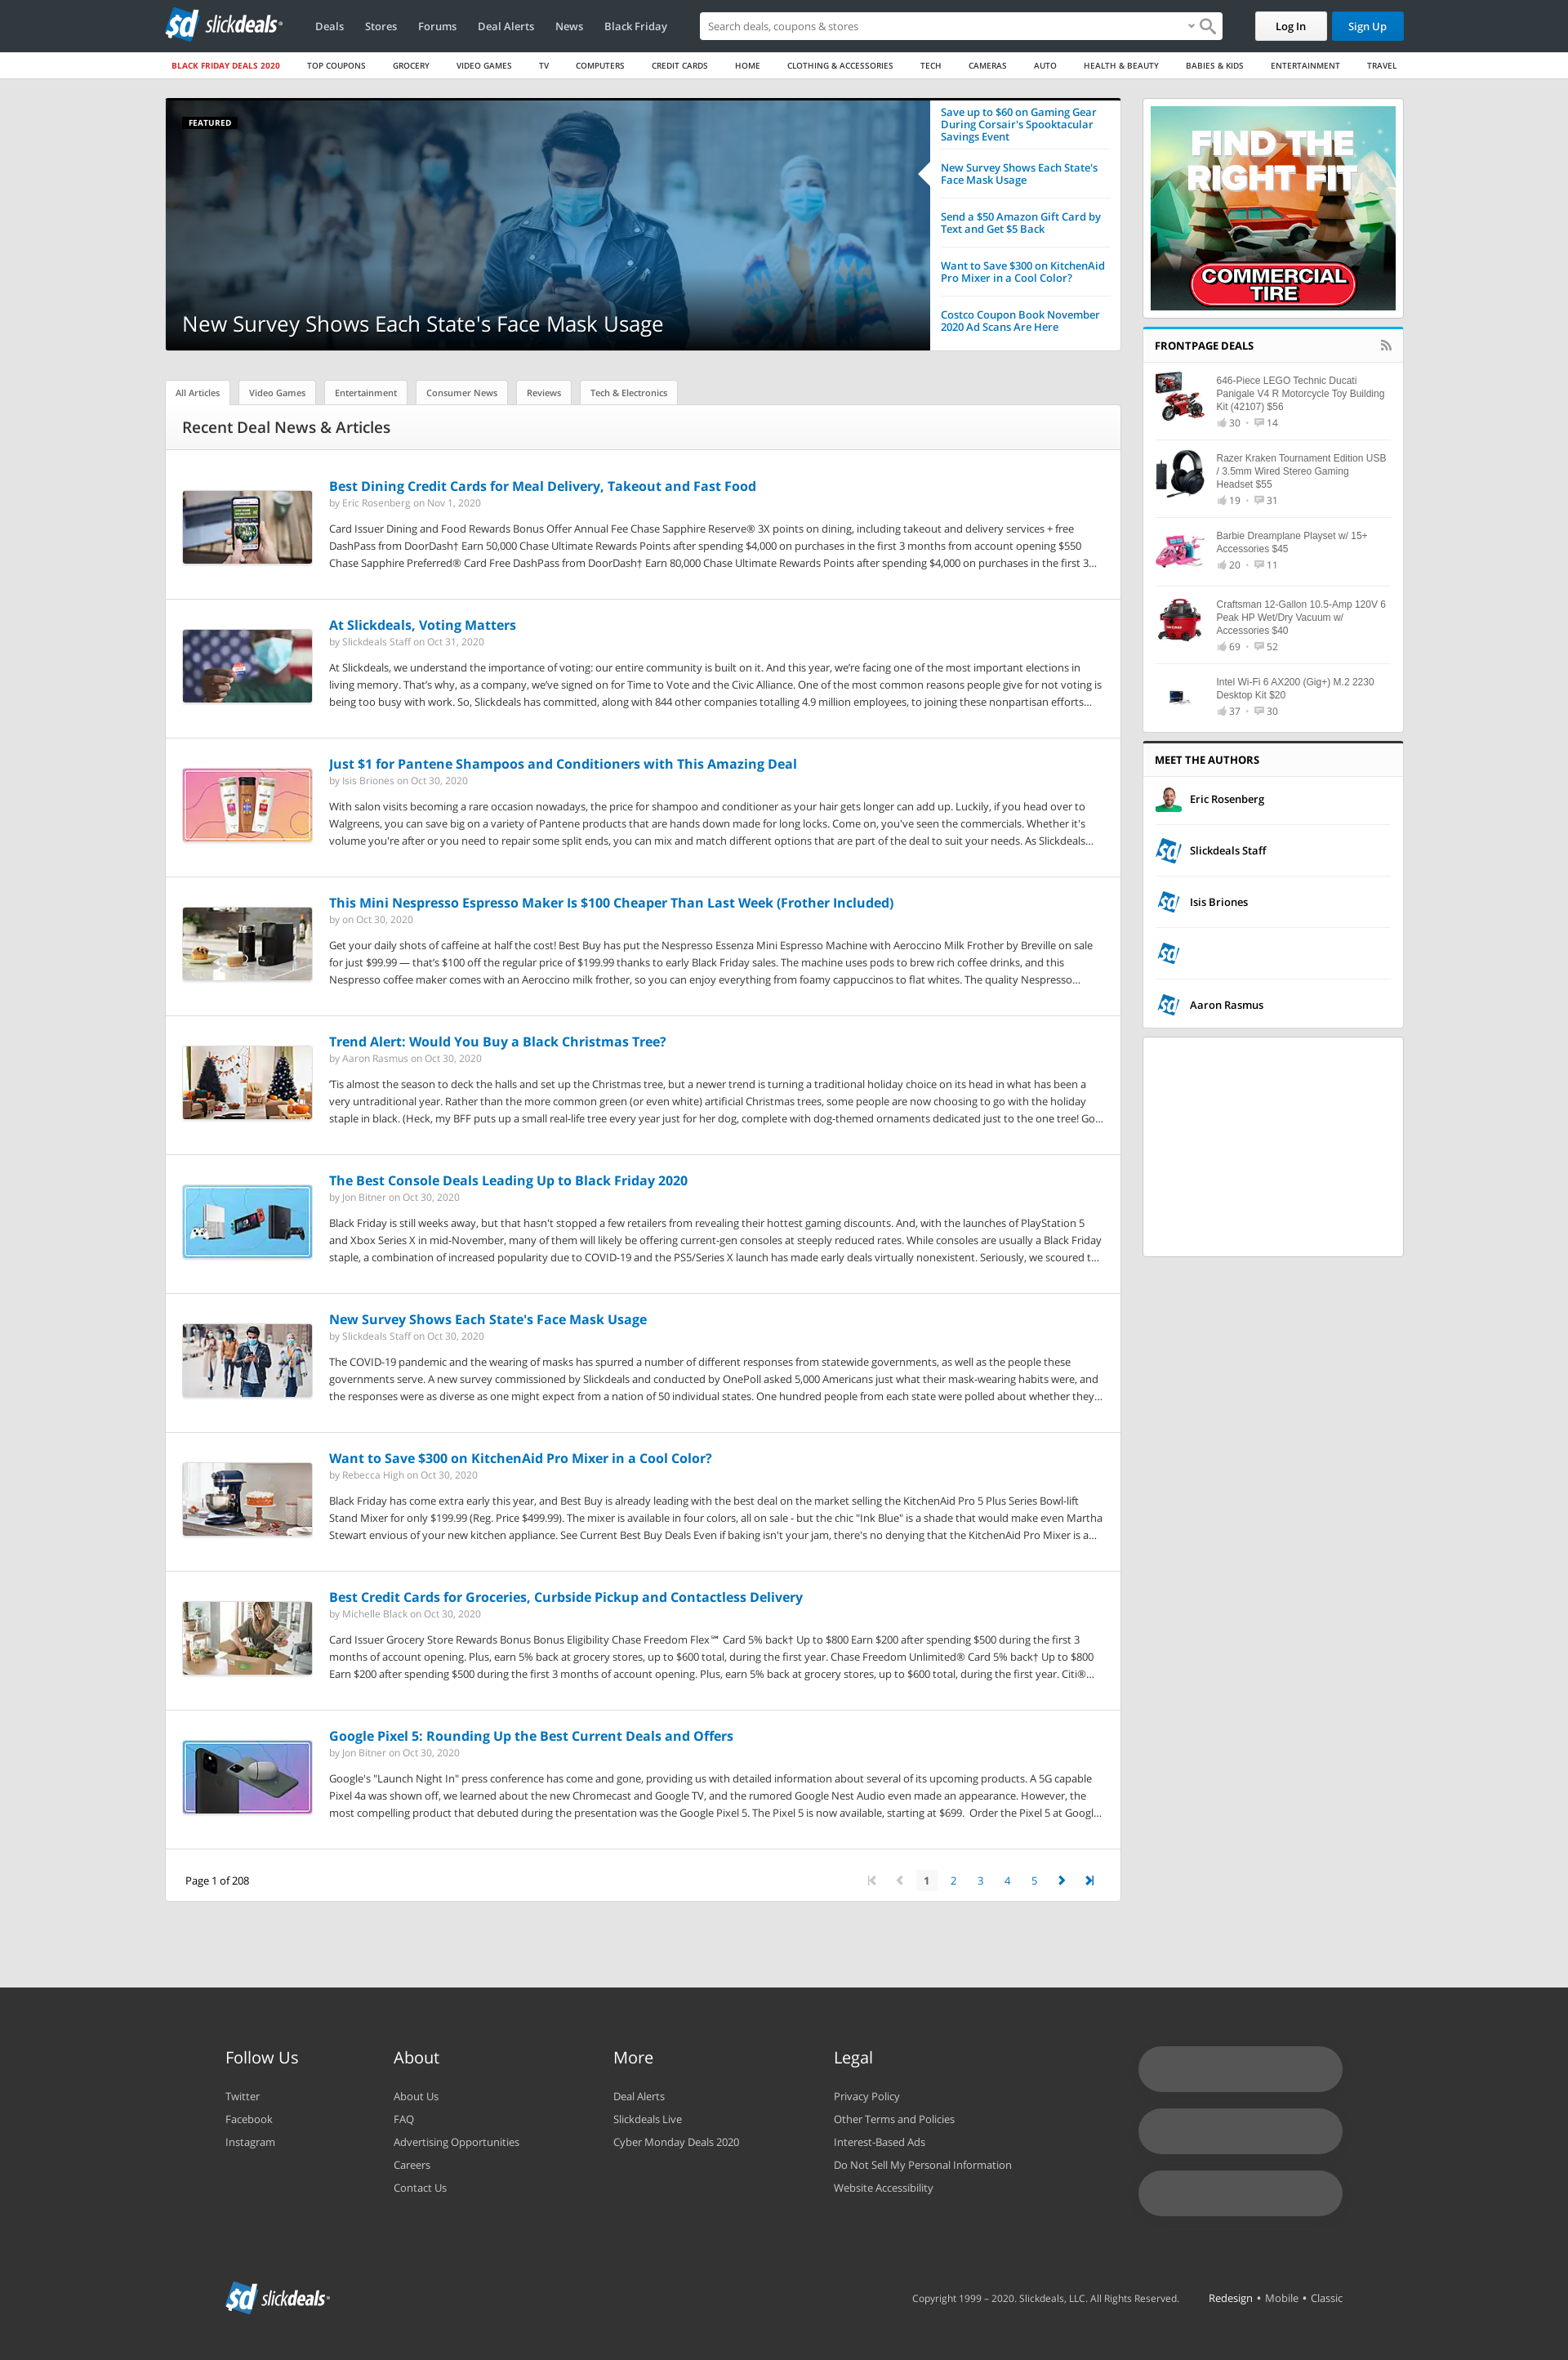 sd slickdeals
Deals Stores Forums Deal Alerts News Black Friday
Search deals, coupons & stores
Log In Sign Up
BLACK FRIDAY DEALS 2020 TOP COUPONS GROCERY VIDEO GAMES TV COMPUTERS CREDIT CARDS HOME CLOTHING & ACCESSORIES TECH CAMERAS AUTO HEALTH & BEAUTY BABIES & KIDS ENTERTAINMENT TRAVEL
FEATURED
New Survey Shows Each State's Face Mask Usage
Save up to $60 on Gaming Gear
During Corsair's Spooktacular
Savings Event
New Survey Shows Each State's
Face Mask Usage
Send a $50 Amazon Gift Card by
Text and Get $5 Back
Want to Save $300 on KitchenAid
Pro Mixer in a Cool Color?
Costco Coupon Book November
2020 Ad Scans Are Here
All Articles Video Games Entertainment Consumer News Reviews Tech & Electronics
Recent Deal News & Articles
Best Dining Credit Cards for Meal Delivery, Takeout and Fast Food
by Eric Rosenberg on Nov 1, 2020
Card Issuer Dining and Food Rewards Bonus Offer Annual Fee Chase Sapphire Reserve® 3X points on dining, including takeout and delivery services + free
DashPass from DoorDash† Earn 50,000 Chase Ultimate Rewards Points after spending $4,000 on purchases in the first 3 months from account opening $550
Chase Sapphire Preferred® Card Free DashPass from DoorDash† Earn 80,000 Chase Ultimate Rewards Points after spending $4,000 on purchases in the first 3...
At Slickdeals, Voting Matters
by Slickdeals Staff on Oct 31, 2020
At Slickdeals, we understand the importance of voting: our entire community is built on it. And this year, we’re facing one of the most important elections in
living memory. That’s why, as a company, we’ve signed on for Time to Vote and the Civic Alliance. One of the most common reasons people give for not voting is
being too busy with work. So, Slickdeals has committed, along with 844 other companies totalling 4.9 million employees, to joining these nonpartisan efforts...
Just $1 for Pantene Shampoos and Conditioners with This Amazing Deal
by Isis Briones on Oct 30, 2020
With salon visits becoming a rare occasion nowadays, the price for shampoo and conditioner as your hair gets longer can add up. Luckily, if you head over to
Walgreens, you can save big on a variety of Pantene products that are hands down made for long locks. Come on, you've seen the commercials. Whether it's
volume you're after or you need to repair some split ends, you can mix and match different options that are part of the deal to suit your needs. As Slickdeals...
This Mini Nespresso Espresso Maker Is $100 Cheaper Than Last Week (Frother Included)
by on Oct 30, 2020
Get your daily shots of caffeine at half the cost! Best Buy has put the Nespresso Essenza Mini Espresso Machine with Aeroccino Milk Frother by Breville on sale
for just $99.99 — that’s $100 off the regular price of $199.99 thanks to early Black Friday sales. The machine uses pods to brew rich coffee drinks, and this
Nespresso coffee maker comes with an Aeroccino milk frother, so you can enjoy everything from foamy cappuccinos to flat whites. The quality Nespresso...
Trend Alert: Would You Buy a Black Christmas Tree?
by Aaron Rasmus on Oct 30, 2020
’Tis almost the season to deck the halls and set up the Christmas tree, but a newer trend is turning a traditional holiday choice on its head in what has been a
very untraditional year. Rather than the more common green (or even white) artificial Christmas trees, some people are now choosing to go with the holiday
staple in black. (Heck, my BFF puts up a small real-life tree every year just for her dog, complete with dog-themed ornaments dedicated just to the one tree! Go...
The Best Console Deals Leading Up to Black Friday 2020
by Jon Bitner on Oct 30, 2020
Black Friday is still weeks away, but that hasn't stopped a few retailers from revealing their hottest gaming discounts. And, with the launches of PlayStation 5
and Xbox Series X in mid-November, many of them will likely be offering current-gen consoles at steeply reduced rates. While consoles are usually a Black Friday
staple, a combination of increased popularity due to COVID-19 and the PS5/Series X launch has made early deals virtually nonexistent. Seriously, we scoured t...
New Survey Shows Each State's Face Mask Usage
by Slickdeals Staff on Oct 30, 2020
The COVID-19 pandemic and the wearing of masks has spurred a number of different responses from statewide governments, as well as the people these
governments serve. A new survey commissioned by Slickdeals and conducted by OnePoll asked 5,000 Americans just what their mask-wearing habits were, and
the responses were as diverse as one might expect from a nation of 50 individual states. One hundred people from each state were polled about whether they...
Want to Save $300 on KitchenAid Pro Mixer in a Cool Color?
by Rebecca High on Oct 30, 2020
Black Friday has come extra early this year, and Best Buy is already leading with the best deal on the market selling the KitchenAid Pro 5 Plus Series Bowl-lift
Stand Mixer for only $199.99 (Reg. Price $499.99). The mixer is available in four colors, all on sale - but the chic "Ink Blue" is a shade that would make even Martha
Stewart envious of your new kitchen appliance. See Current Best Buy Deals Even if baking isn't your jam, there's no denying that the KitchenAid Pro Mixer is a...
Best Credit Cards for Groceries, Curbside Pickup and Contactless Delivery
by Michelle Black on Oct 30, 2020
Card Issuer Grocery Store Rewards Bonus Bonus Eligibility Chase Freedom Flex℠ Card 5% back† Up to $800 Earn $200 after spending $500 during the first 3
months of account opening. Plus, earn 5% back at grocery stores, up to $600 total, during the first year. Chase Freedom Unlimited® Card 5% back† Up to $800
Earn $200 after spending $500 during the first 3 months of account opening. Plus, earn 5% back at grocery stores, up to $600 total, during the first year. Citi®...
Google Pixel 5: Rounding Up the Best Current Deals and Offers
by Jon Bitner on Oct 30, 2020
Google's "Launch Night In" press conference has come and gone, providing us with detailed information about several of its upcoming products. A 5G capable
Pixel 4a was shown off, we learned about the new Chromecast and Google TV, and the rumored Google Nest Audio even made an appearance. However, the
most compelling product that debuted during the presentation was the Google Pixel 5. The Pixel 5 is now available, starting at $699. Order the Pixel 5 at Googl...
Page 1 of 208
1 2 3 4 5
FIND THE
RIGHT FIT
COMMERCIAL
TIRE
FRONTPAGE DEALS
646-Piece LEGO Technic Ducati
Panigale V4 R Motorcycle Toy Building
Kit (42107) $56
30 • 14
Razer Kraken Tournament Edition USB
/ 3.5mm Wired Stereo Gaming
Headset $55
19 • 31
Barbie Dreamplane Playset w/ 15+
Accessories $45
20 • 11
Craftsman 12-Gallon 10.5-Amp 120V 6
Peak HP Wet/Dry Vacuum w/
Accessories $40
69 • 52
Intel Wi-Fi 6 AX200 (Gig+) M.2 2230
Desktop Kit $20
37 • 30
MEET THE AUTHORS
Eric Rosenberg
sd Slickdeals Staff
sd Isis Briones
sd
sd Aaron Rasmus
Follow Us
Twitter
Facebook
Instagram
About
About Us
FAQ
Advertising Opportunities
Careers
Contact Us
More
Deal Alerts
Slickdeals Live
Cyber Monday Deals 2020
Legal
Privacy Policy
Other Terms and Policies
Interest-Based Ads
Do Not Sell My Personal Information
Website Accessibility
sd slickdeals
Copyright 1999 – 2020. Slickdeals, LLC. All Rights Reserved.
Redesign • Mobile • Classic